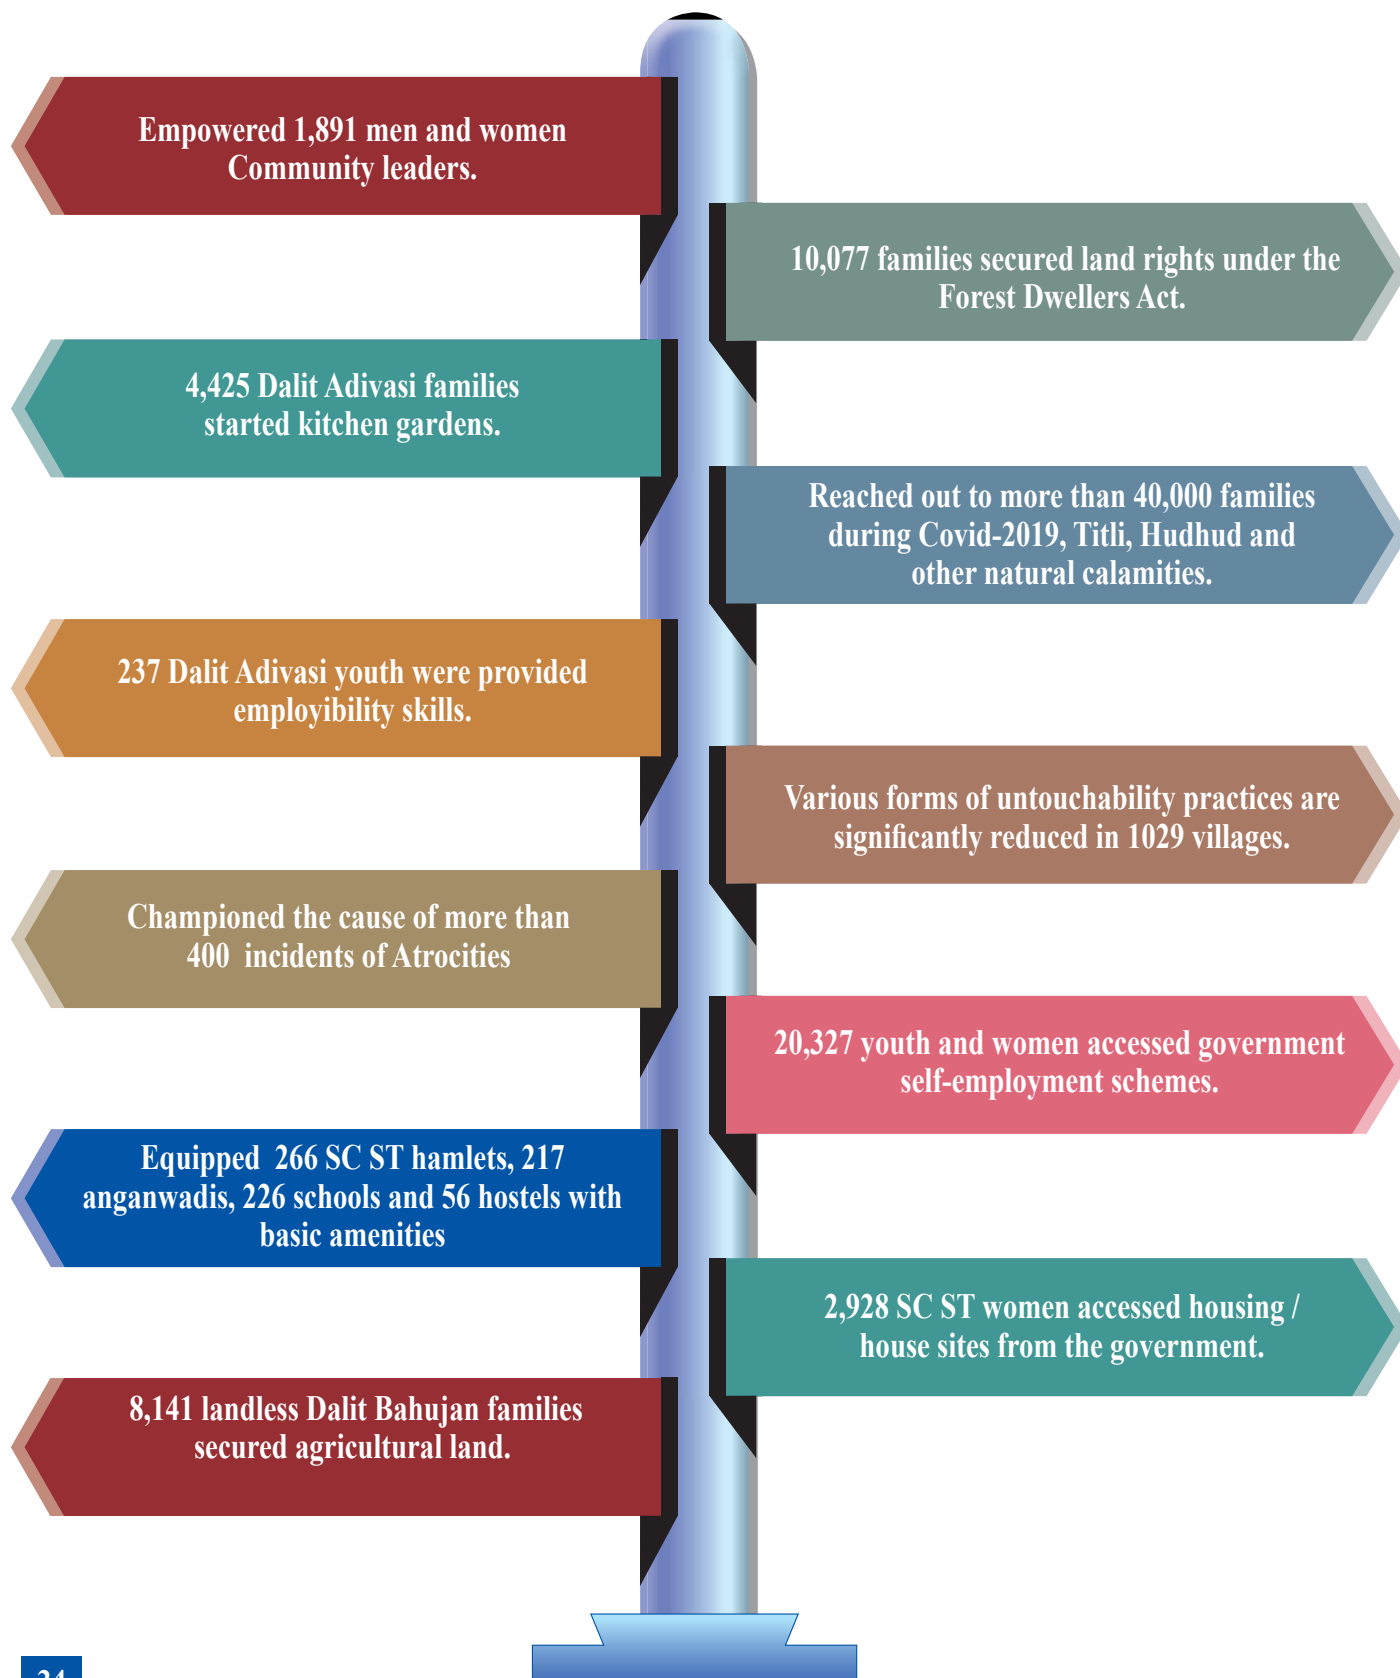 Empowered 1,891 men and women
Community leaders.
10,077 families secured land rights under the
Forest Dwellers Act.
4,425 Dalit Adivasi families
started kitchen gardens.
Reached out to more than 40,000 families
during Covid-2019, Titli, Hudhud and
other natural calamities.
237 Dalit Adivasi youth were provided
employibility skills.
Various forms of untouchability practices are
significantly reduced in 1029 villages.
Championed the cause of more than
400 incidents of Atrocities
20,327 youth and women accessed government
self-employment schemes.
Equipped 266 SC ST hamlets, 217
anganwadis, 226 schools and 56 hostels with
basic amenities
2,928 SC ST women accessed housing /
house sites from the government.
8,141 landless Dalit Bahujan families
secured agricultural land.